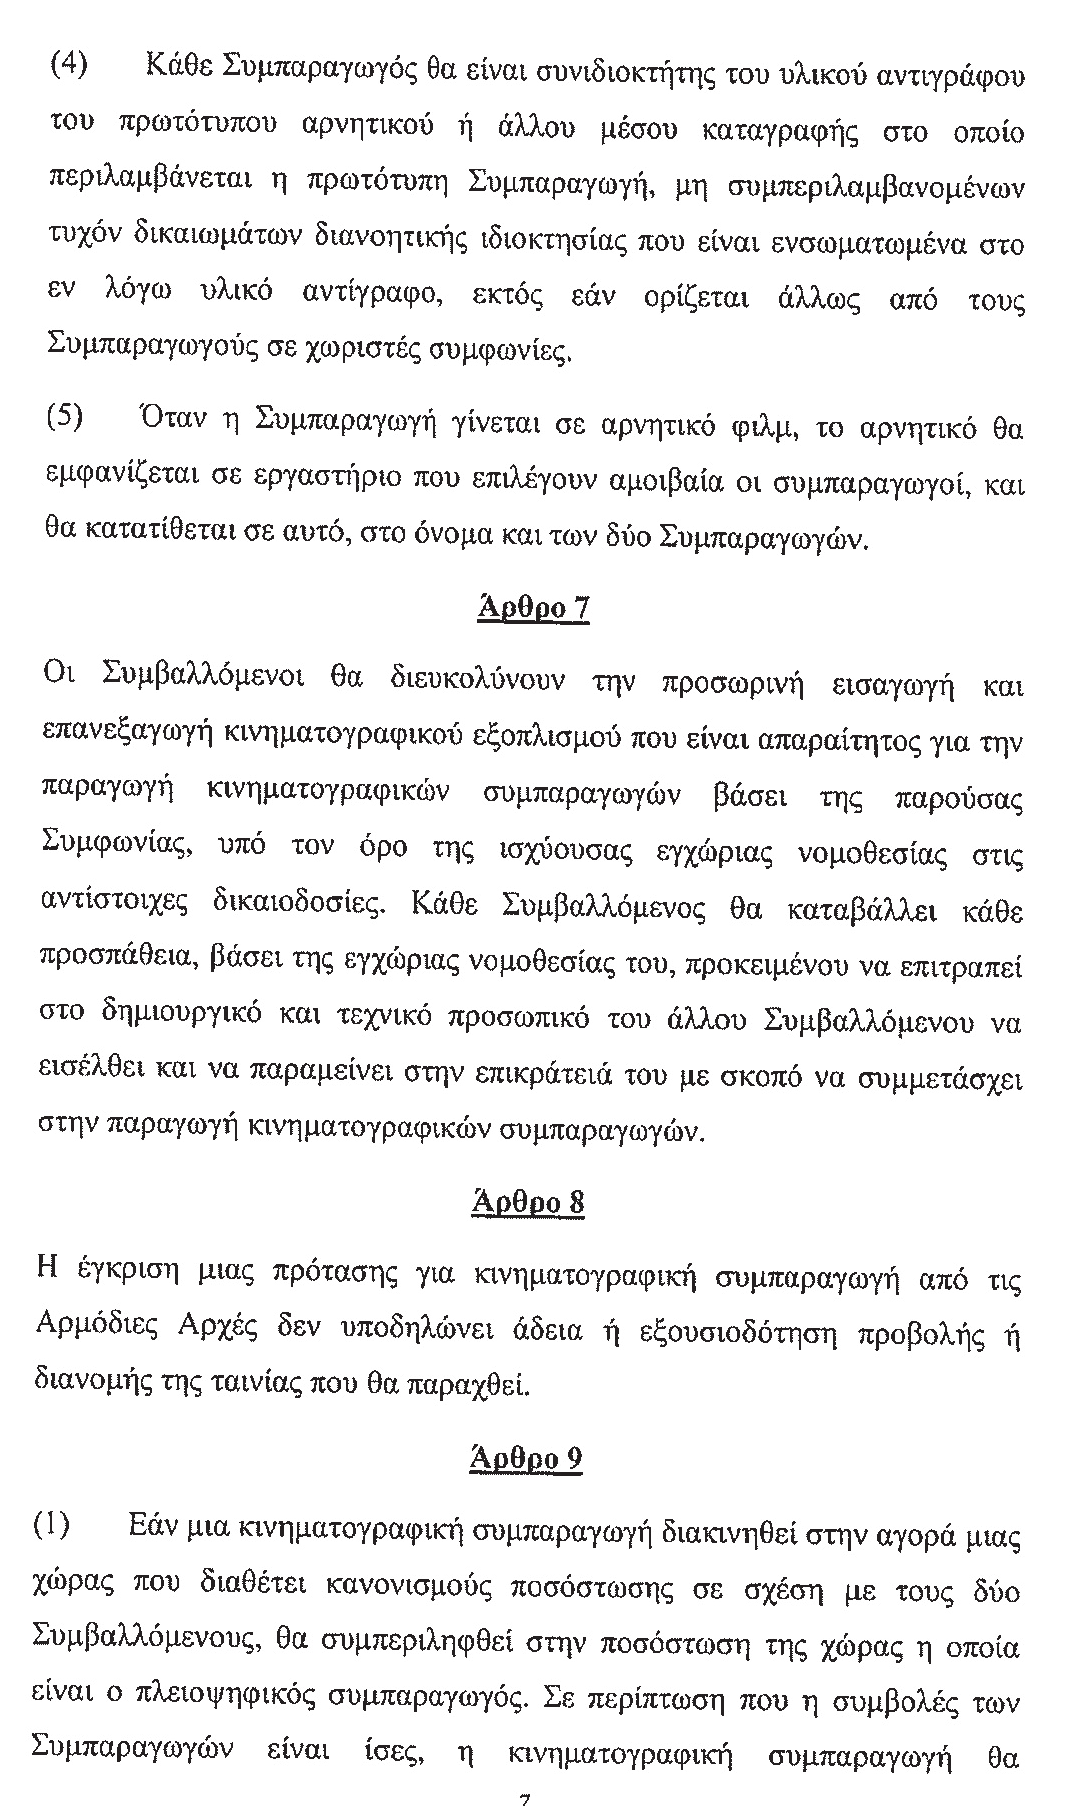 (4) Κάθε Συμπαραγωγός θα είναι συνιδιοκτήτης του υλικού αντιγράφου
του πρωτότυπου αρνητικού ή άλλου μέσου καταγραφής στο οποίο
περιλαμβάνεται η πρωτότυπη Συμπαραγωγή, μη συμπεριλαμβανομένων
τυχόν δικαιωμάτων διανοητικής ιδιοκτησίας που είναι ενσωματωμένα στο
εν λόγω υλικό αντίγραφο, εκτός εάν ορίζεται άλλως από τους
Συμπαραγωγούς σε χωριστές συμφωνίες.
(5) Όταν η Συμπαραγωγή γίνεται σε αρνητικό φιλμ, το αρνητικό θα
εμφανίζεται σε εργαστήριο που επιλέγουν αμοιβαία οι συμπαραγωγοί, και
θα κατατίθεται σε αυτό, στο όνομα και των δύο Συμπαραγωγών.
Άρθρο 7
Οι Συμβαλλόμενοι θα διευκολύνουν την προσωρινή εισαγωγή και
επανεξαγωγή κινηματογραφικού εξοπλισμού που είναι απαραίτητος για την
παραγωγή κινηματογραφικών συμπαραγωγών βάσει της παρούσας
Συμφωνίας, υπό τον όρο της ισχύουσας εγχώριας νομοθεσίας στις
αντίστοιχες δικαιοδοσίες. Κάθε Συμβαλλόμενος θα καταβάλλει κάθε
προσπάθεια, βάσει της εγχώριας νομοθεσίας του, προκειμένου να επιτραπεί
στο δημιουργικό και τεχνικό προσωπικό του άλλου Συμβαλλόμενου να
εισέλθει και να παραμείνει στην επικράτειά του με σκοπό να συμμετάσχει
στην παραγωγή κινηματογραφικών συμπαραγωγών.
Άρθρο 8
Η έγκριση μιας πρότασης για κινηματογραφική συμπαραγωγή από τις
Αρμόδιες Αρχές δεν υποδηλώνει άδεια ή εξουσιοδότηση προβολής ή
διανομής της ταινίας που θα παραχθεί.
Άρθρο 9
(1) Εάν μια κινηματογραφική συμπαραγωγή διακινηθεί στην αγορά μιας
χώρας που διαθέτει κανονισμούς ποσόστωσης σε σχέση με τους δύο
Συμβαλλόμενους, θα συμπεριληφθεί στην ποσόστωση της χώρας η οποία
είναι ο πλειοψηφικός συμπαραγωγός. Σε περίπτωση που η συμβολές των
Συμπαραγωγών είναι ίσες, η κινηματογραφική συμπαραγωγή θα
7